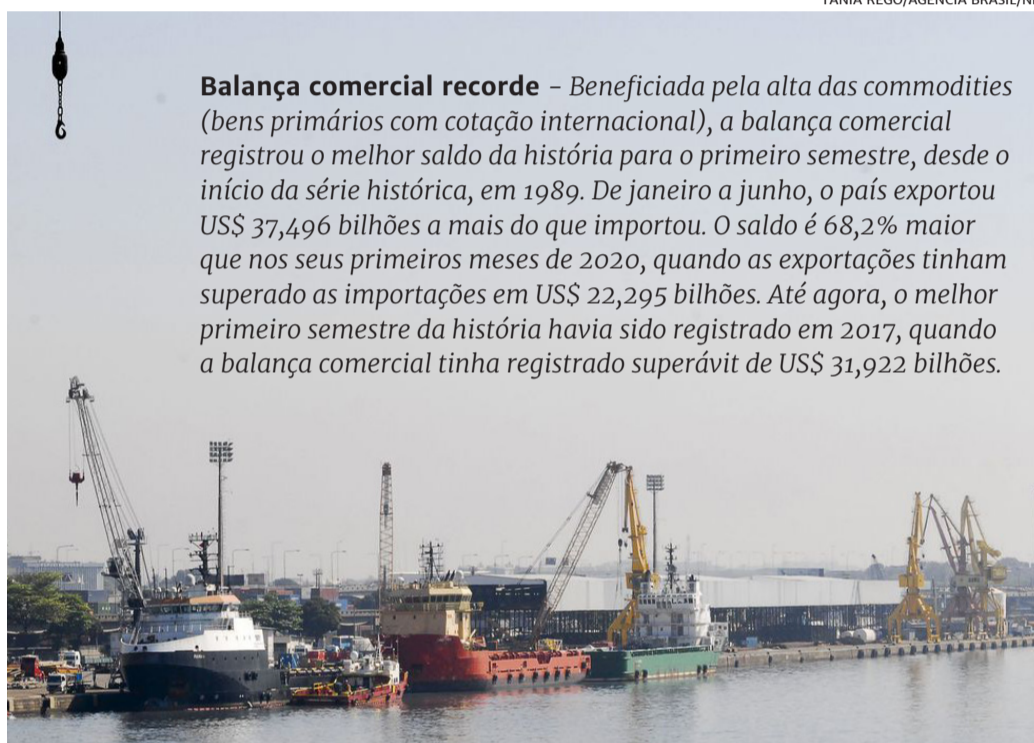 TÂNIA RÊGO/AGÊNCIA BRASIL/
Balança comercial recorde – Beneficiada pela alta das commodities
(bens primários com cotação internacional), a balança comercial
registrou o melhor saldo da história para o primeiro semestre, desde o
início da série histórica, em 1989. De janeiro a junho, o país exportou
US$ 37,496 bilhões a mais do que importou. O saldo é 68,2% maior
que nos seus primeiros meses de 2020, quando as exportações tinham
superado as importações em US$ 22,295 bilhões. Até agora, o melhor
primeiro semestre da história havia sido registrado em 2017, quando
a balança comercial tinha registrado superávit de US$ 31,922 bilhões.